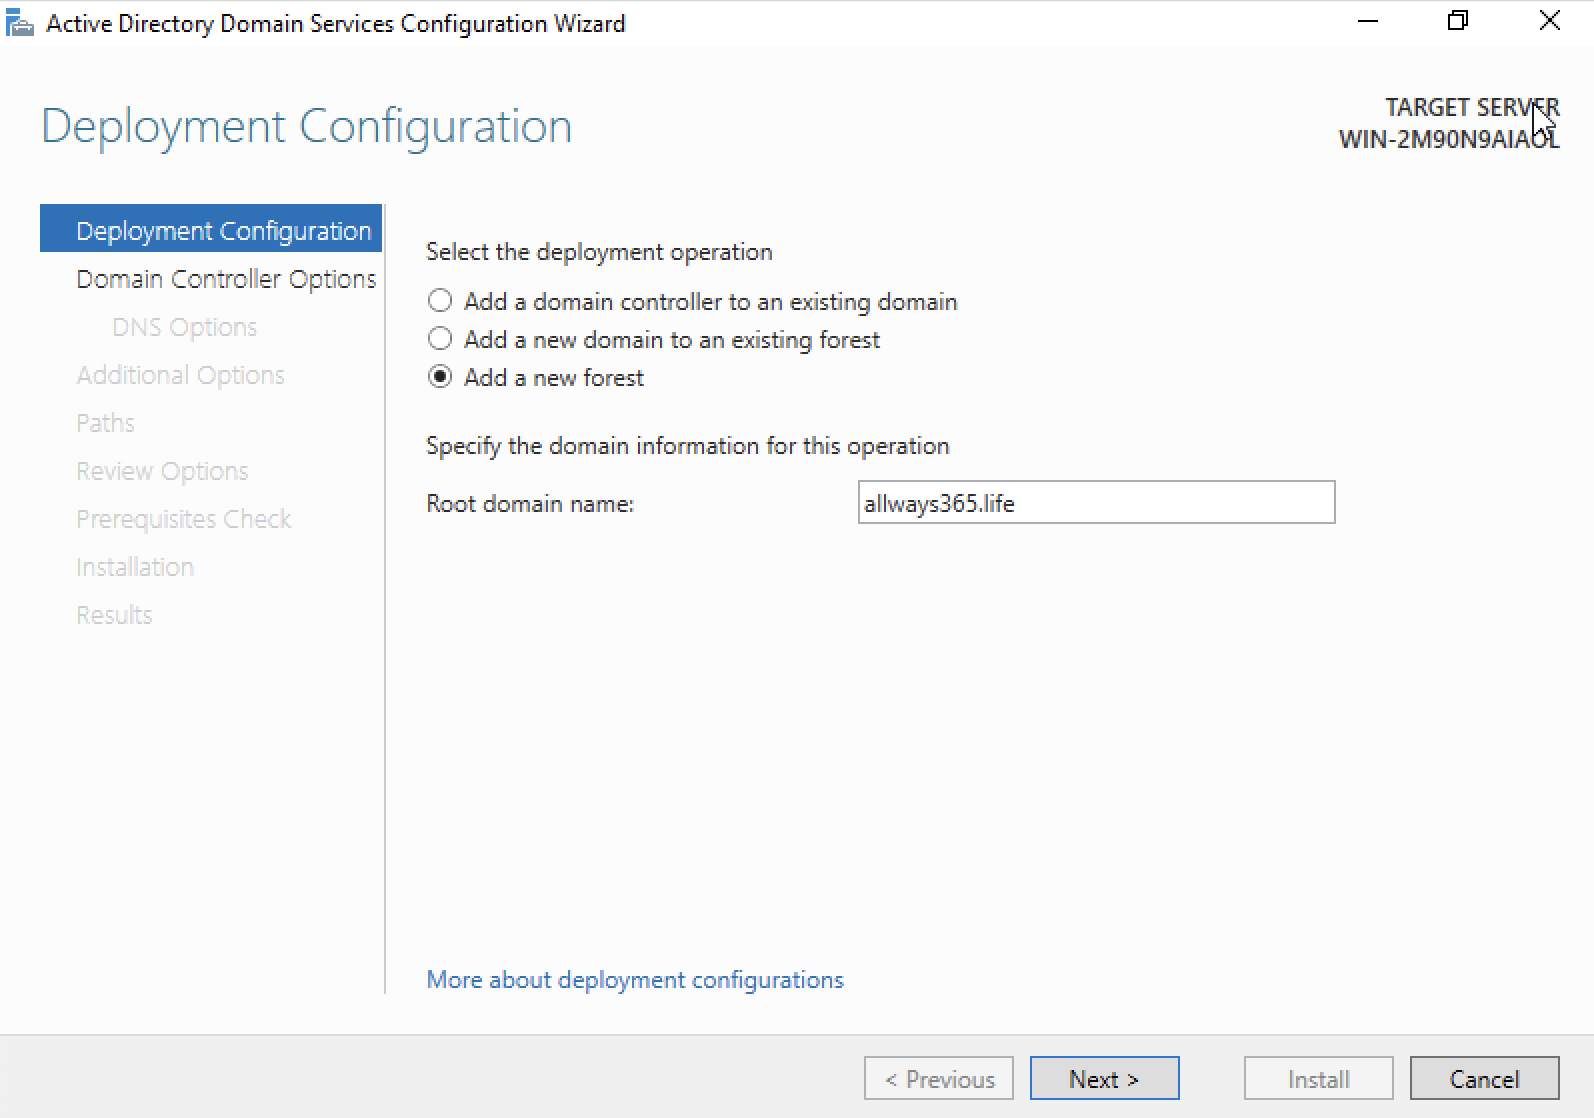 Active Directory Domain Services Configuration Wizard
Deployment Configuration
TARGET SERVER
WIN-2M90N9AIAOL
Deployment Configuration
Domain Controller Options
DNS Options
Additional Options
Paths
Review Options
Prerequisites Check
Installation
Results
Select the deployment operation
Add a domain controller to an existing domain
Add a new domain to an existing forest
Add a new forest
Specify the domain information for this operation
Root domain name: allways365.life
More about deployment configurations
< Previous Next > Install Cancel